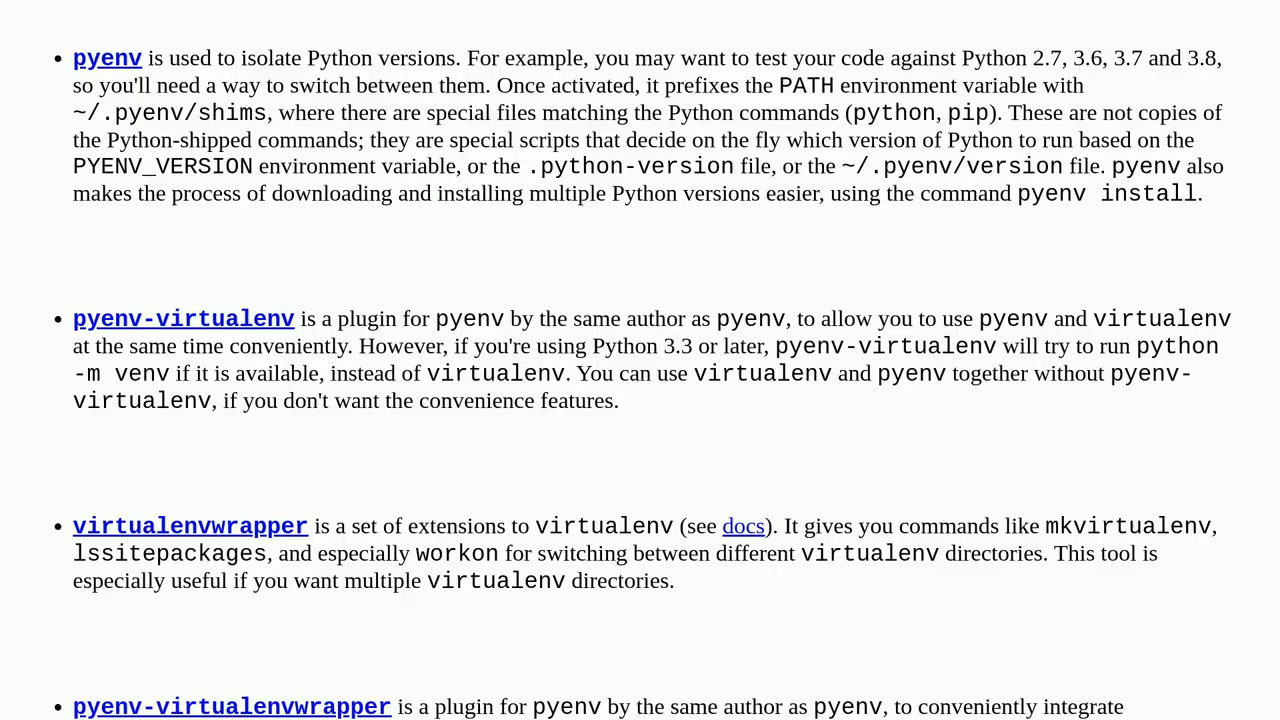 • pyenv is used to isolate Python versions. For example, you may want to test your code against Python 2.7, 3.6, 3.7 and 3.8,
so you'll need a way to switch between them. Once activated, it prefixes the PATH environment variable with
~/.pyenv/shims, where there are special files matching the Python commands (python, pip). These are not copies of
the Python-shipped commands; they are special scripts that decide on the fly which version of Python to run based on the
PYENV_VERSION environment variable, or the .python-version file, or the ~/.pyenv/version file. pyenv also
makes the process of downloading and installing multiple Python versions easier, using the command pyenv install.
• pyenv-virtualenv is a plugin for pyenv by the same author as pyenv, to allow you to use pyenv and virtualenv
at the same time conveniently. However, if you're using Python 3.3 or later, pyenv-virtualenv will try to run python
-m venv if it is available, instead of virtualenv. You can use virtualenv and pyenv together without pyenv-
virtualenv, if you don't want the convenience features.
• virtualenvwrapper is a set of extensions to virtualenv (see docs). It gives you commands like mkvirtualenv,
lssitepackages, and especially workon for switching between different virtualenv directories. This tool is
especially useful if you want multiple virtualenv directories.
• pyenv-virtualenvwrapper is a plugin for pyenv by the same author as pyenv, to conveniently integrate